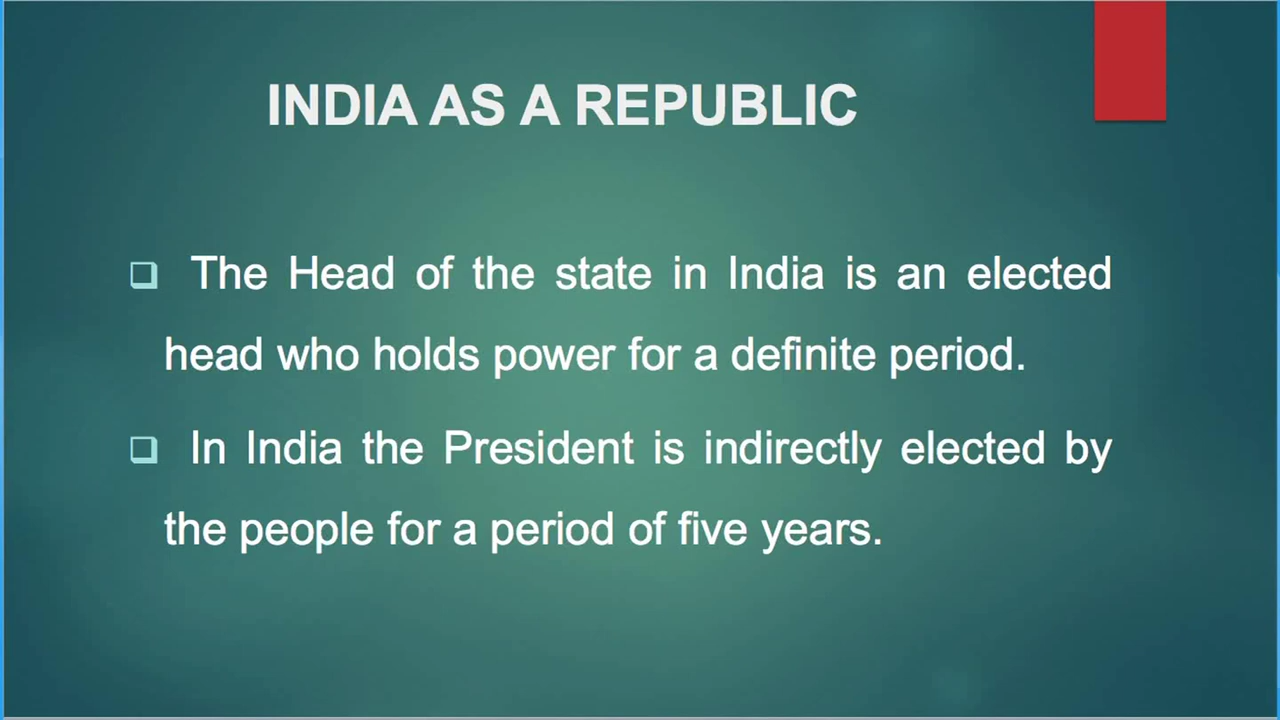 INDIA AS A REPUBLIC
The Head of the state in India is an elected
head who holds power for a definite period.
In India the President is indirectly elected by
the people for a period of five years.